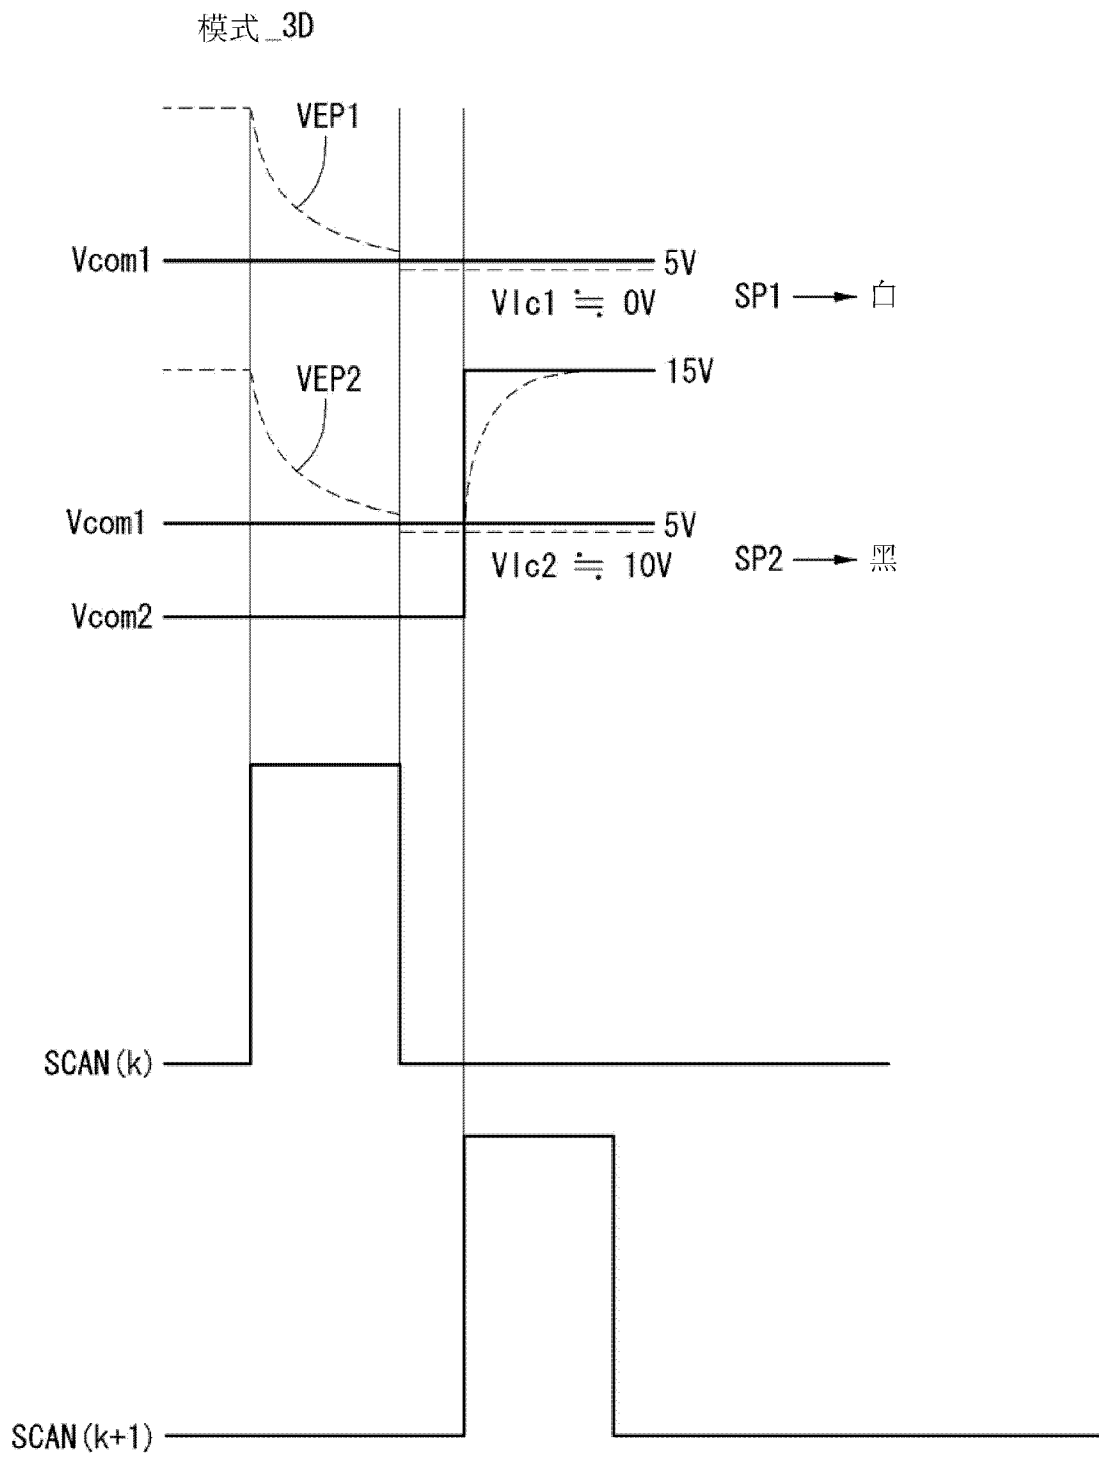 模式_3D
VEP1
Vcom1 5V
Vlc1 ≒ 0V SP1 → 白
15V
VEP2
Vcom1 5V
Vlc2 ≒ 10V SP2 → 黑
Vcom2
SCAN(k)
SCAN(k+1)